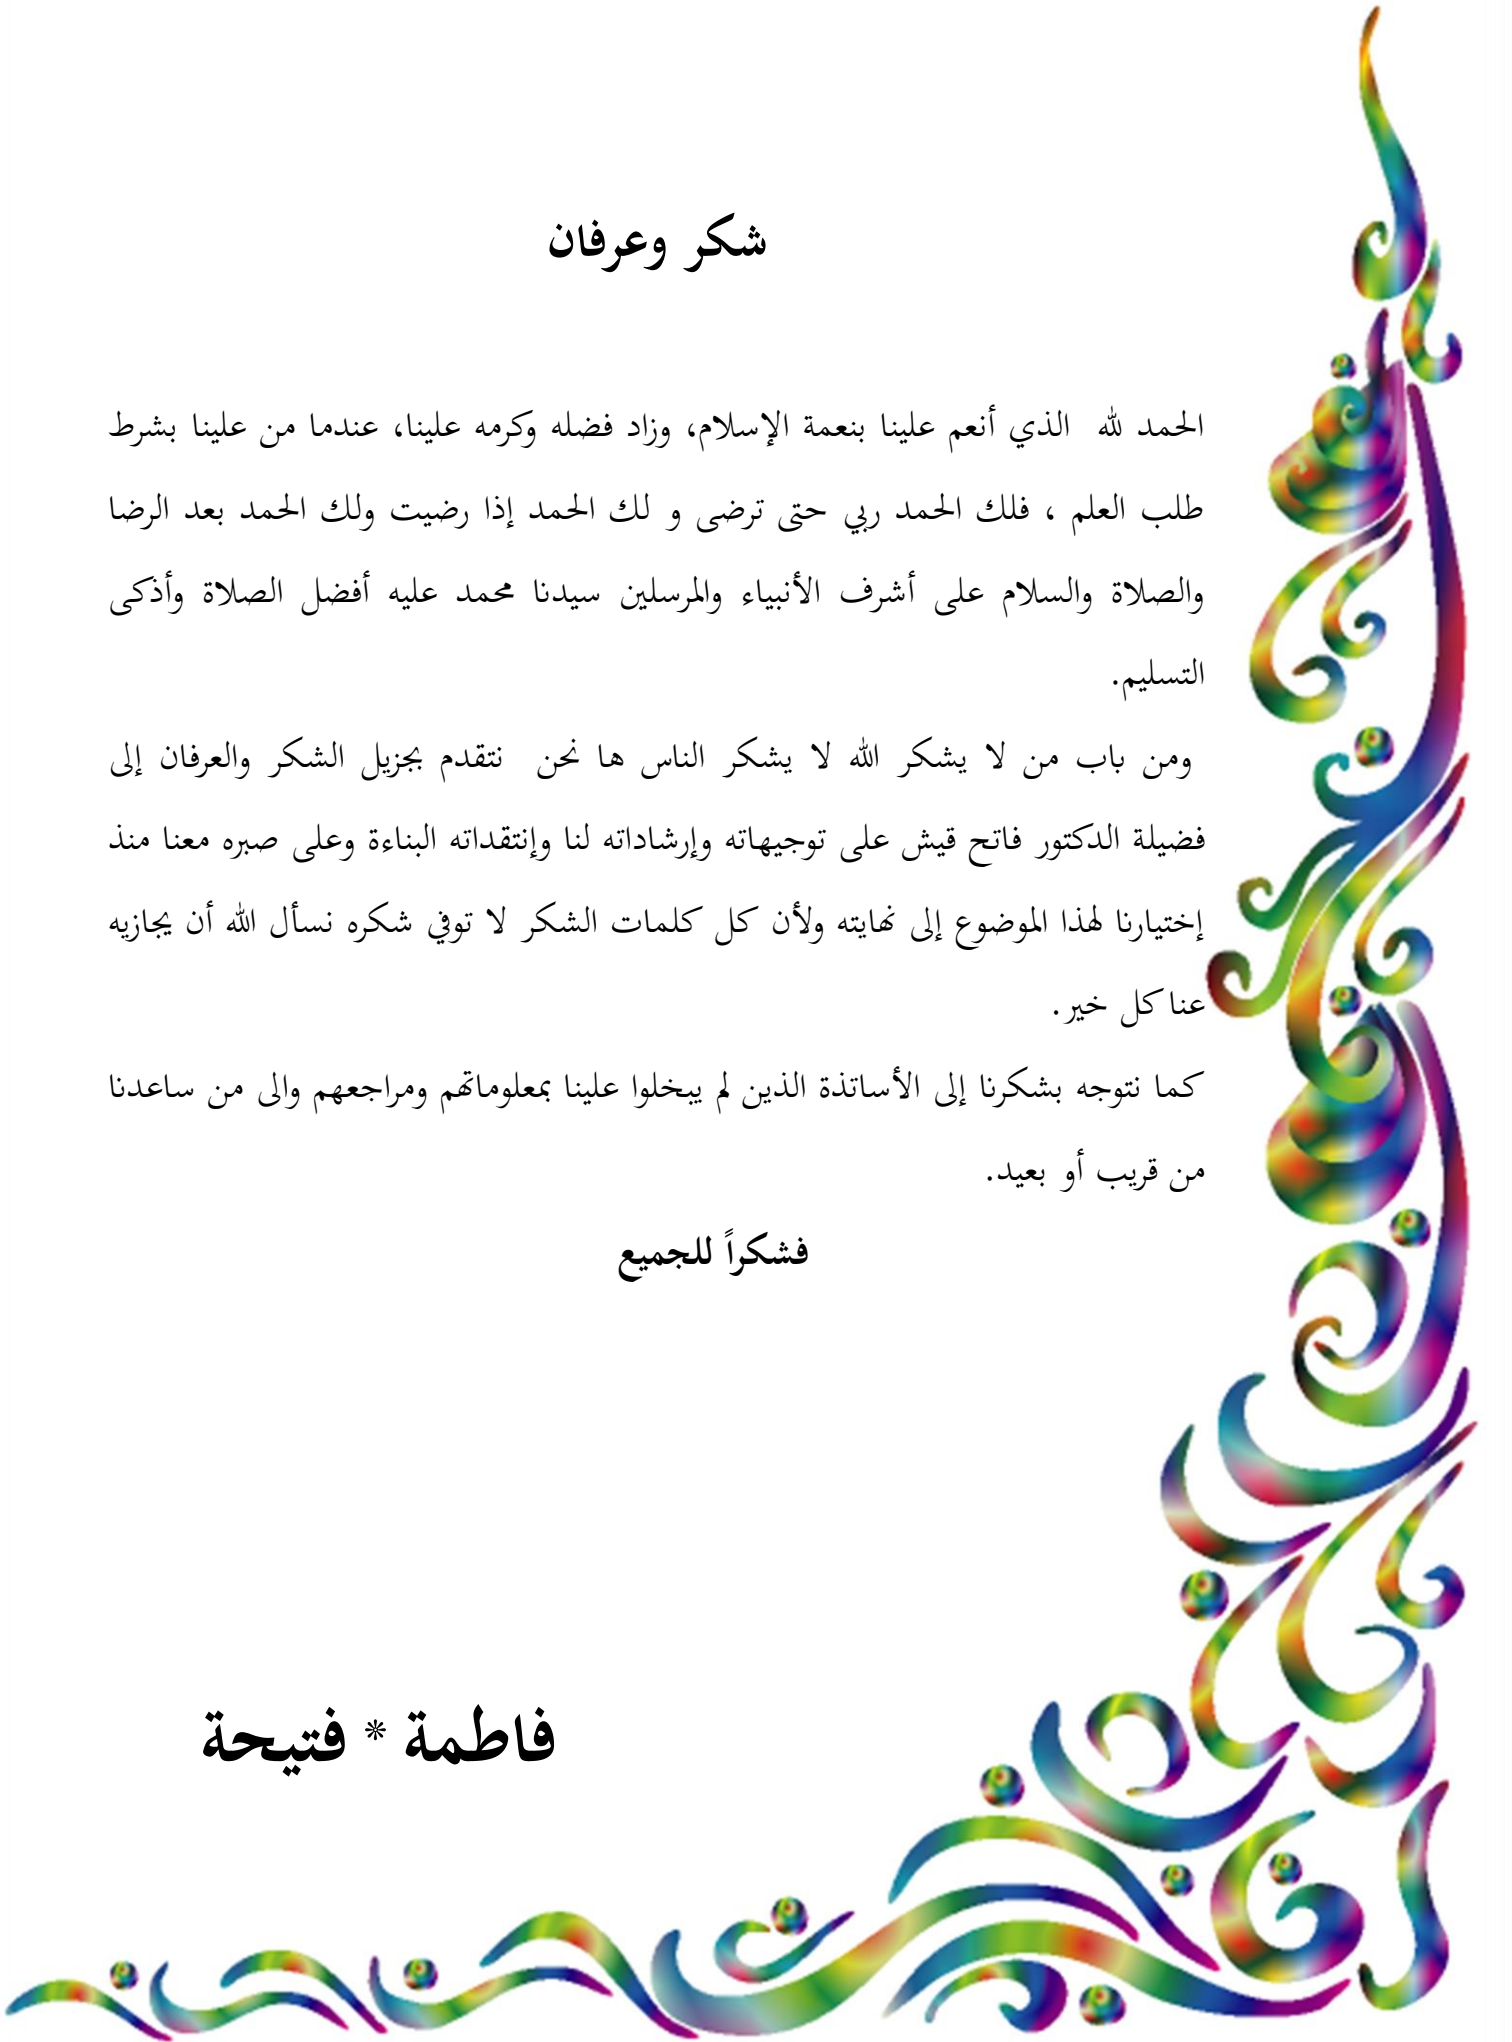 شكر وعرفان
الحمد لله الذي أنعم علينا بنعمة الإسلام، وزاد فضله وكرمه علينا، عندما من علينا بشرط
طلب العلم ، فلك الحمد ربي حتى ترضى و لك الحمد إذا رضيت ولك الحمد بعد الرضا
والصلاة والسلام على أشرف الأنبياء والمرسلين سيدنا محمد عليه أفضل الصلاة وأذكى
التسليم.
ومن باب من لا يشكر الله لا يشكر الناس ها نحن نتقدم بجزيل الشكر والعرفان إلى
فضيلة الدكتور فاتح قيش على توجيهاته وإرشاداته لنا وإنتقداته البناءة وعلى صبره معنا منذ
إختيارنا لهذا الموضوع إلى نهايته ولأن كل كلمات الشكر لا توفي شكره نسأل الله أن يجازيه
عنا كل خير.
كما نتوجه بشكرنا إلى الأساتذة الذين لم يبخلوا علينا بمعلوماتهم ومراجعهم والى من ساعدنا
من قريب أو بعيد.
فشكراً للجميع
فاطمة * فتيحة